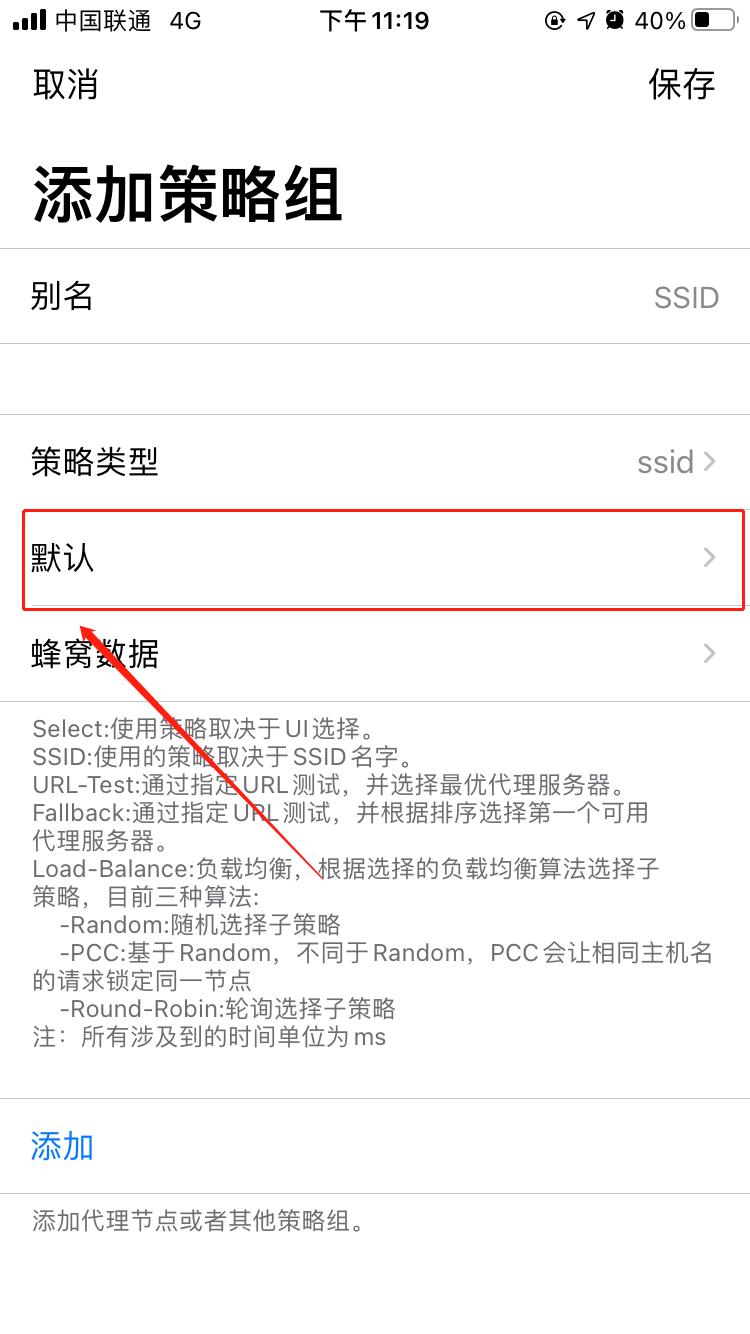 中国联通 4G 下午11:19 40%
取消 保存
添加策略组
别名 SSID
策略类型 ssid
默认
蜂窝数据
Select:使用策略取决于UI选择。
SSID:使用的策略取决于SSID名字。
URL-Test:通过指定URL测试，并选择最优代理服务器。
Fallback:通过指定URL测试，并根据排序选择第一个可用
代理服务器。
Load-Balance:负载均衡，根据选择的负载均衡算法选择子
策略，目前三种算法:
-Random:随机选择子策略
-PCC:基于Random，不同于Random，PCC会让相同主机名
的请求锁定同一节点
-Round-Robin:轮询选择子策略
注：所有涉及到的时间单位为ms
添加
添加代理节点或者其他策略组。